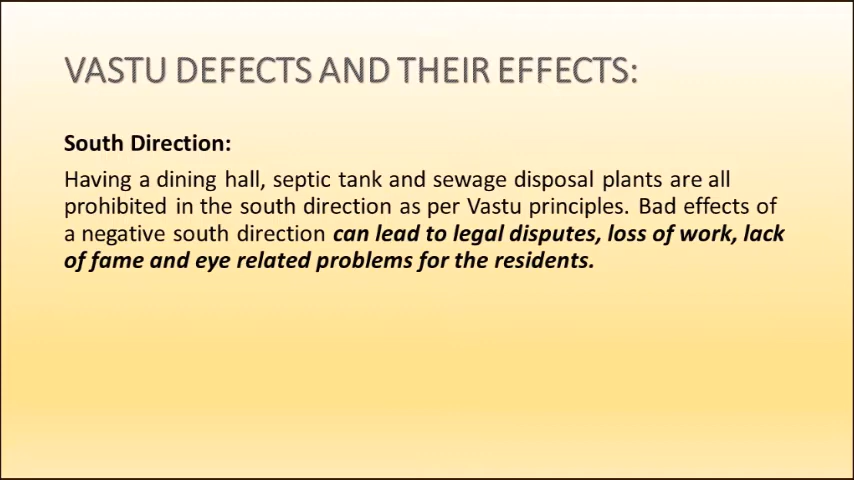 VASTU DEFECTS AND THEIR EFFECTS:
South Direction:
Having a dining hall, septic tank and sewage disposal plants are all
prohibited in the south direction as per Vastu principles. Bad effects of
a negative south direction can lead to legal disputes, loss of work, lack
of fame and eye related problems for the residents.